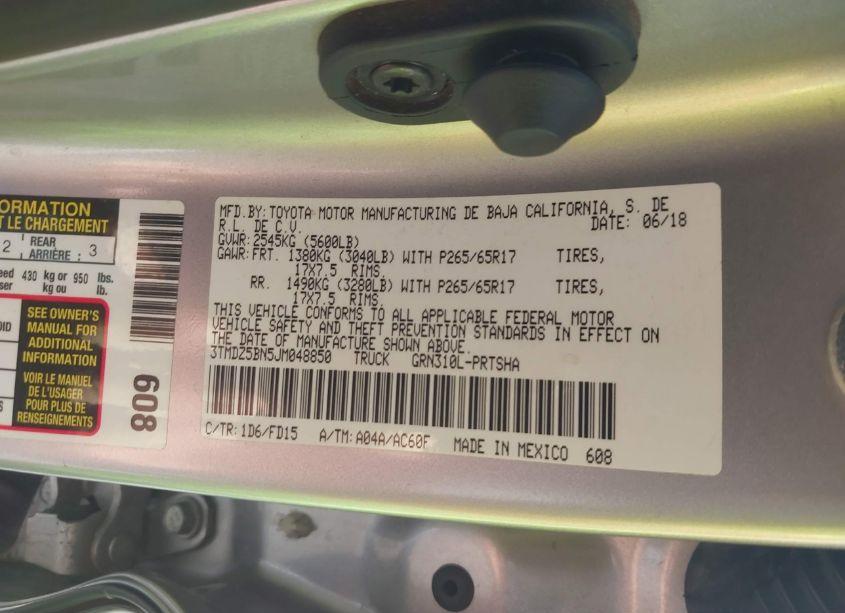 FORMATION
T LE CHARGEMENT
2 REAR ARRIÈRE : 3
eed 430 kg or 950 lbs.
ser kg ou lb.
SEE OWNER'S
MANUAL FOR
ADDITIONAL
INFORMATION
VOIR LE MANUEL
DE L'USAGER
POUR PLUS DE
RENSEIGNEMENTS
608
MFD.BY:TOYOTA MOTOR MANUFACTURING DE BAJA CALIFORNIA, S. DE
R.L. DE C.V. DATE: 06/18
GVWR:2545KG (5600LB)
GAWR:FRT. 1380KG (3040LB) WITH P265/65R17 TIRES,
17X7.5 RIMS,
RR. 1490KG (3280LB) WITH P265/65R17 TIRES,
17X7.5 RIMS,
THIS VEHICLE CONFORMS TO ALL APPLICABLE FEDERAL MOTOR
VEHICLE SAFETY AND THEFT PREVENTION STANDARDS IN EFFECT ON
THE DATE OF MANUFACTURE SHOWN ABOVE.
3TMDZ5BN5JM048850 TRUCK GRN310L-PRTSHA
C/TR:1D6/FD15 A/TM:A04A/AC60F MADE IN MEXICO 608